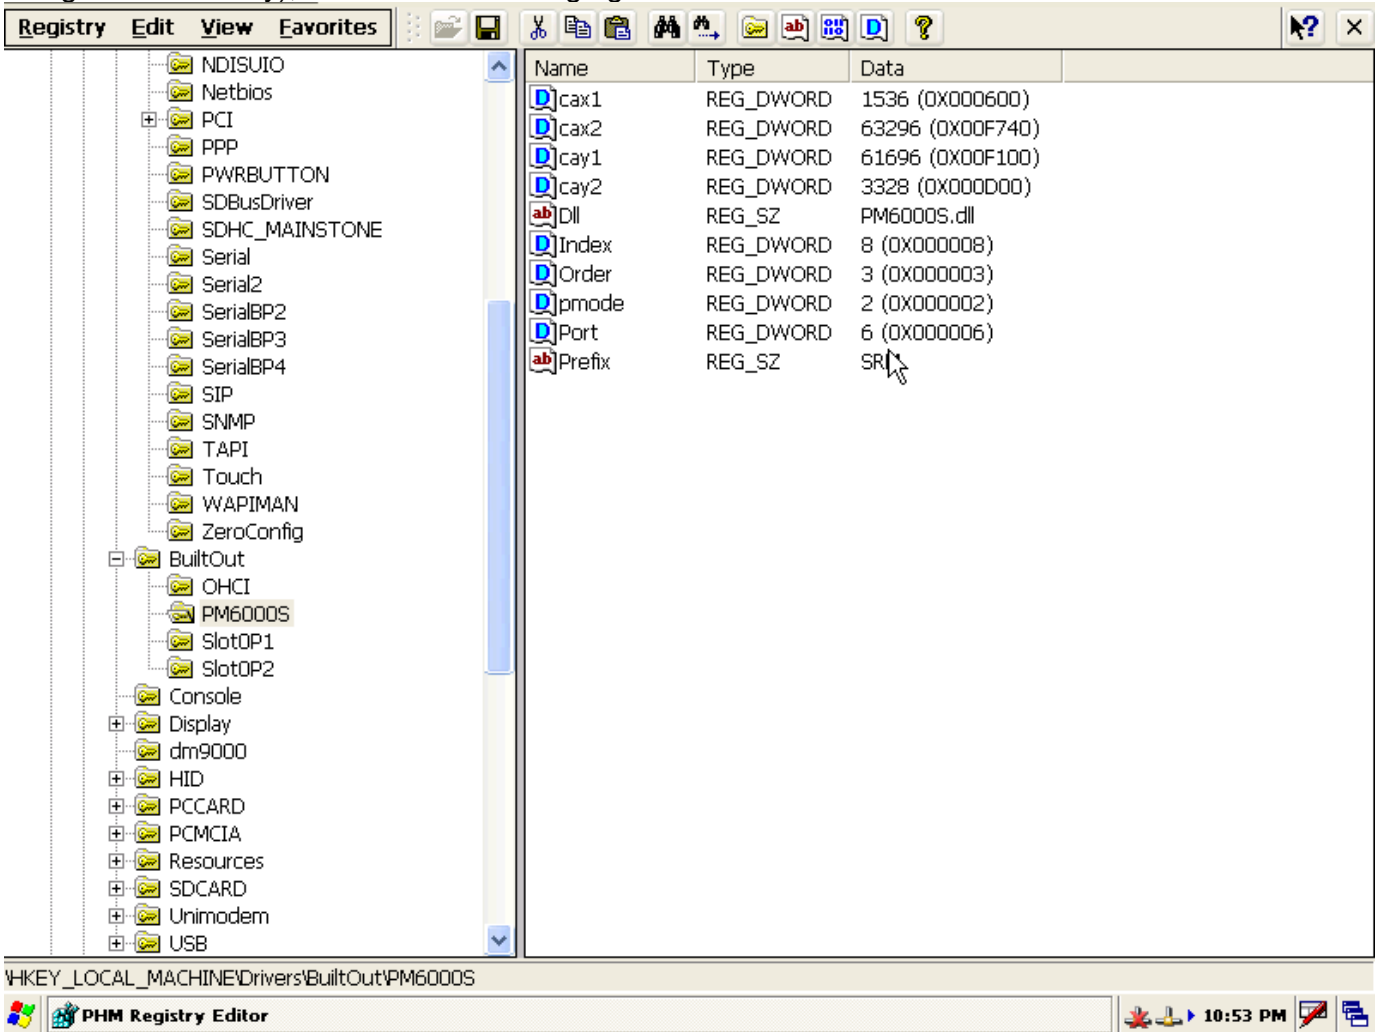 Registry Edit View Favorites
NDISUIO
Netbios
PCI
PPP
PWRBUTTON
SDBusDriver
SDHC_MAINSTONE
Serial
Serial2
SerialBP2
SerialBP3
SerialBP4
SIP
SNMP
TAPI
Touch
WAPIMAN
ZeroConfig
BuiltOut
OHCI
PM6000S
Slot0P1
Slot0P2
Console
Display
dm9000
HID
PCCARD
PCMCIA
Resources
SDCARD
Unimodem
USB
Name Type Data
cax1 REG_DWORD 1536 (0X000600)
cax2 REG_DWORD 63296 (0X00F740)
cay1 REG_DWORD 61696 (0X00F100)
cay2 REG_DWORD 3328 (0X000D00)
Dll REG_SZ PM6000S.dll
Index REG_DWORD 8 (0X000008)
Order REG_DWORD 3 (0X000003)
pmode REG_DWORD 2 (0X000002)
Port REG_DWORD 6 (0X000006)
Prefix REG_SZ
\HKEY_LOCAL_MACHINE\Drivers\BuiltOut\PM6000S
PHM Registry Editor 10:53 PM